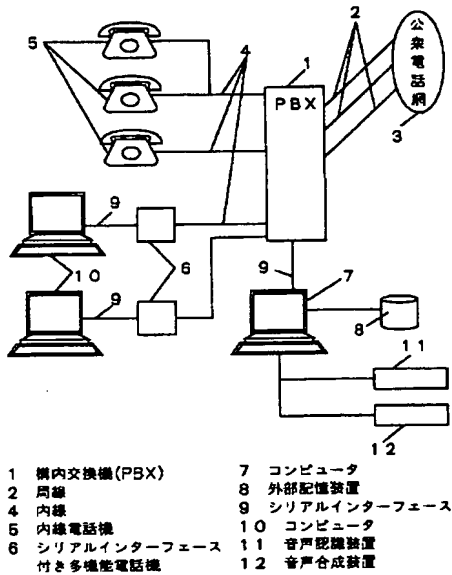 5
4
1
2
PBX
公衆電話網
3
9
6
10
9
9
7
8
11
12
1 構内交換機(PBX)
2 局線
4 内線
5 内線電話機
6 シリアルインターフェース
付き多機能電話機
7 コンピュータ
8 外部記憶装置
9 シリアルインターフェース
10 コンピュータ
11 音声認識装置
12 音声合成装置